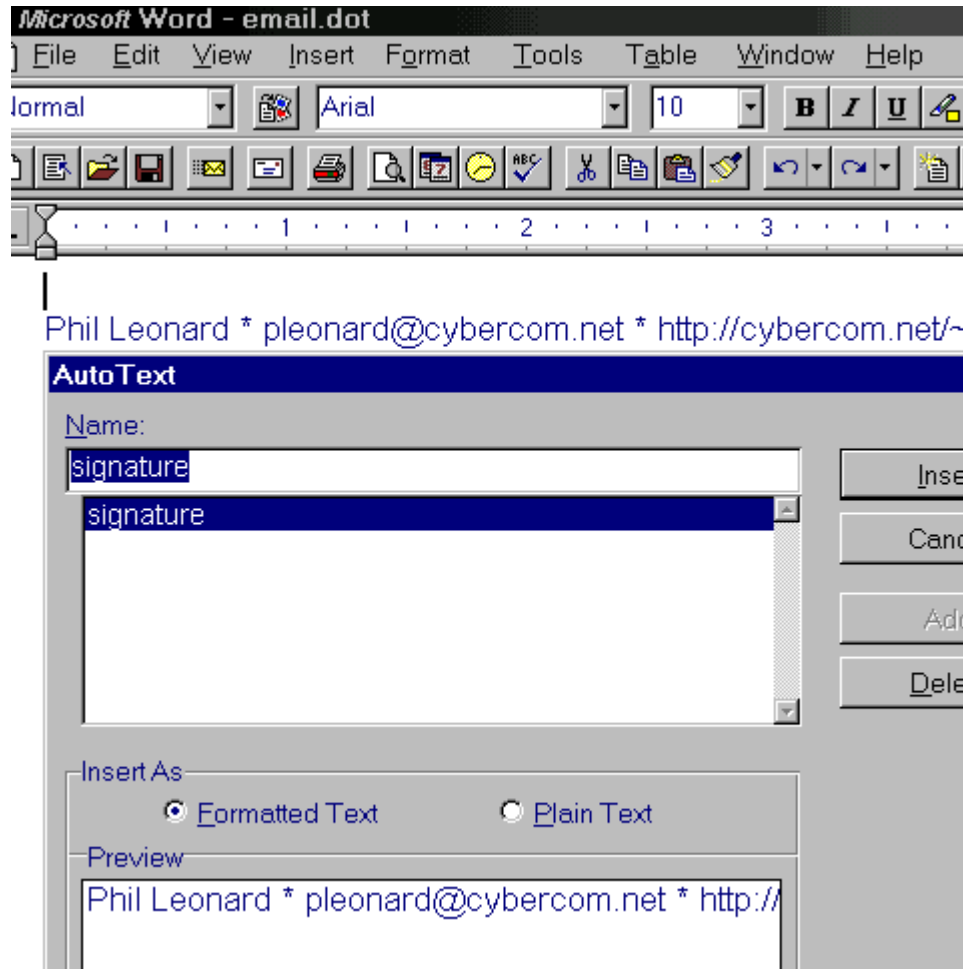 Microsoft Word - email.dot
File Edit View Insert Format Tools Table Window Help
Normal Arial 10 B I U
ABC
1 2 3
Phil Leonard * pleonard@cybercom.net * http://cybercom.net/~
AutoText
Name:
signature
Inse
signature
Canc
Add
Dele
Insert As
Formatted Text Plain Text
Preview
Phil Leonard * pleonard@cybercom.net * http://